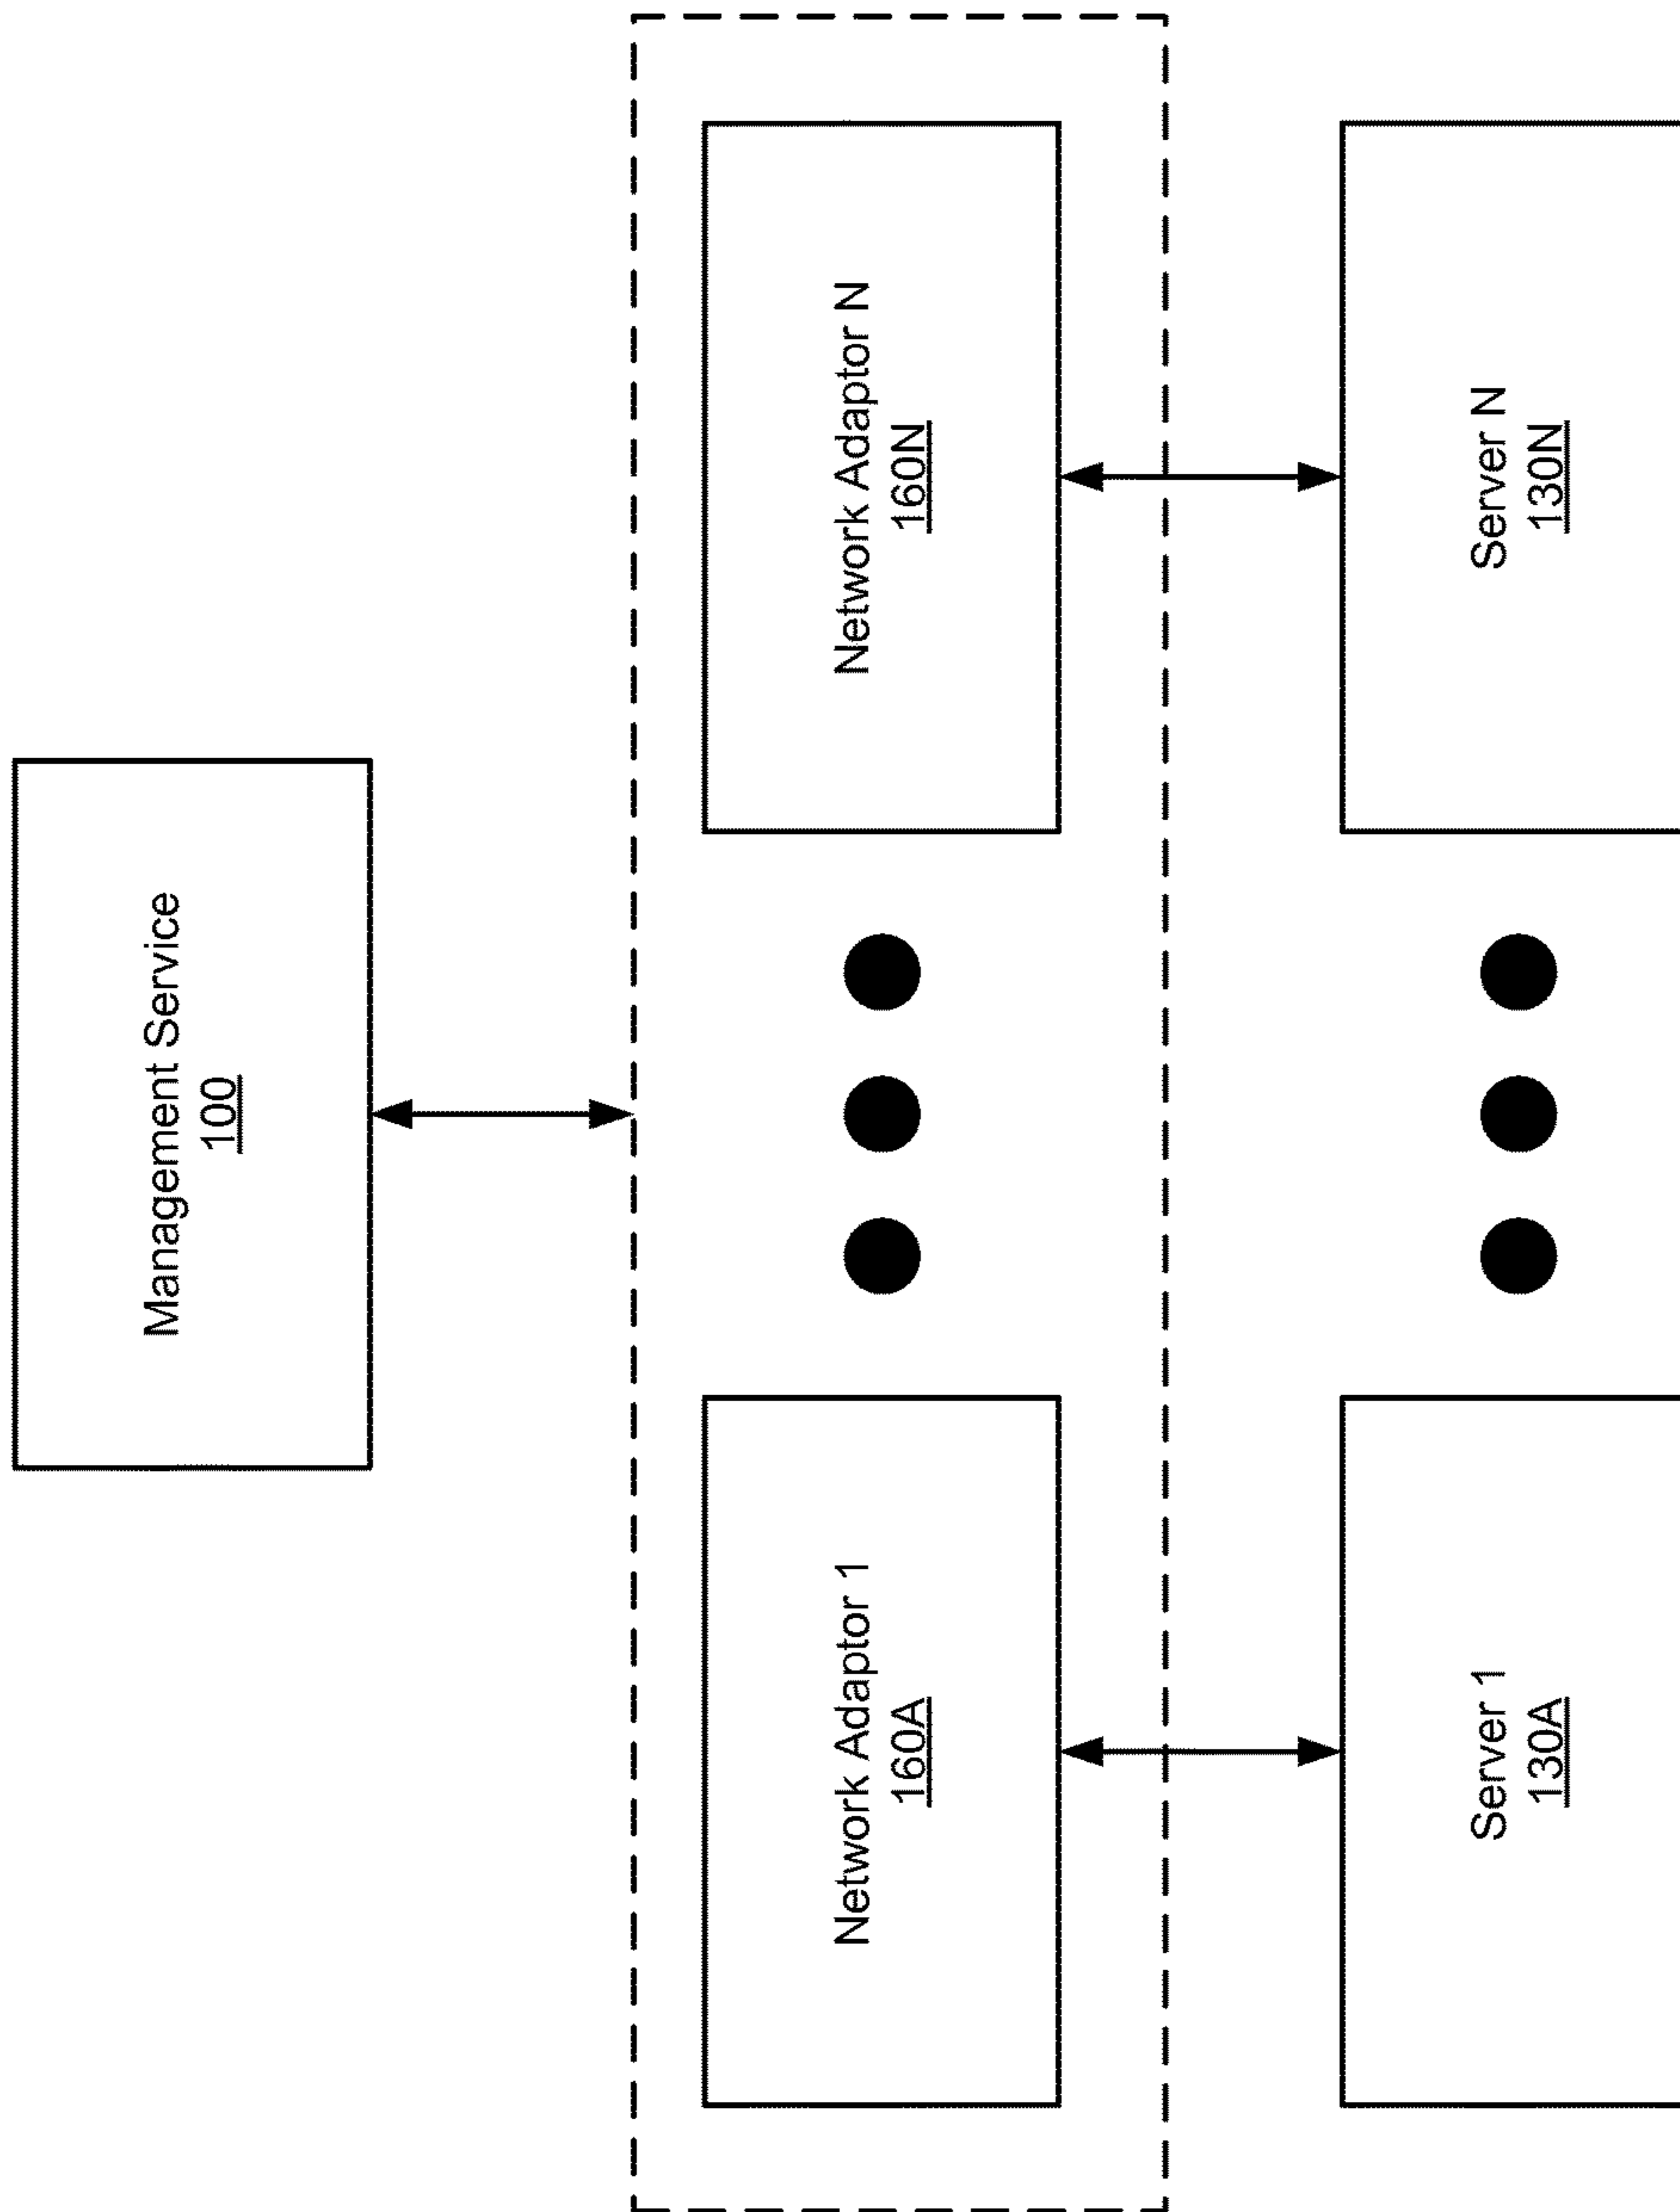 Management Service
100
Network Adaptor 1
160A
Network Adaptor N
160N
Server 1
130A
Server N
130N